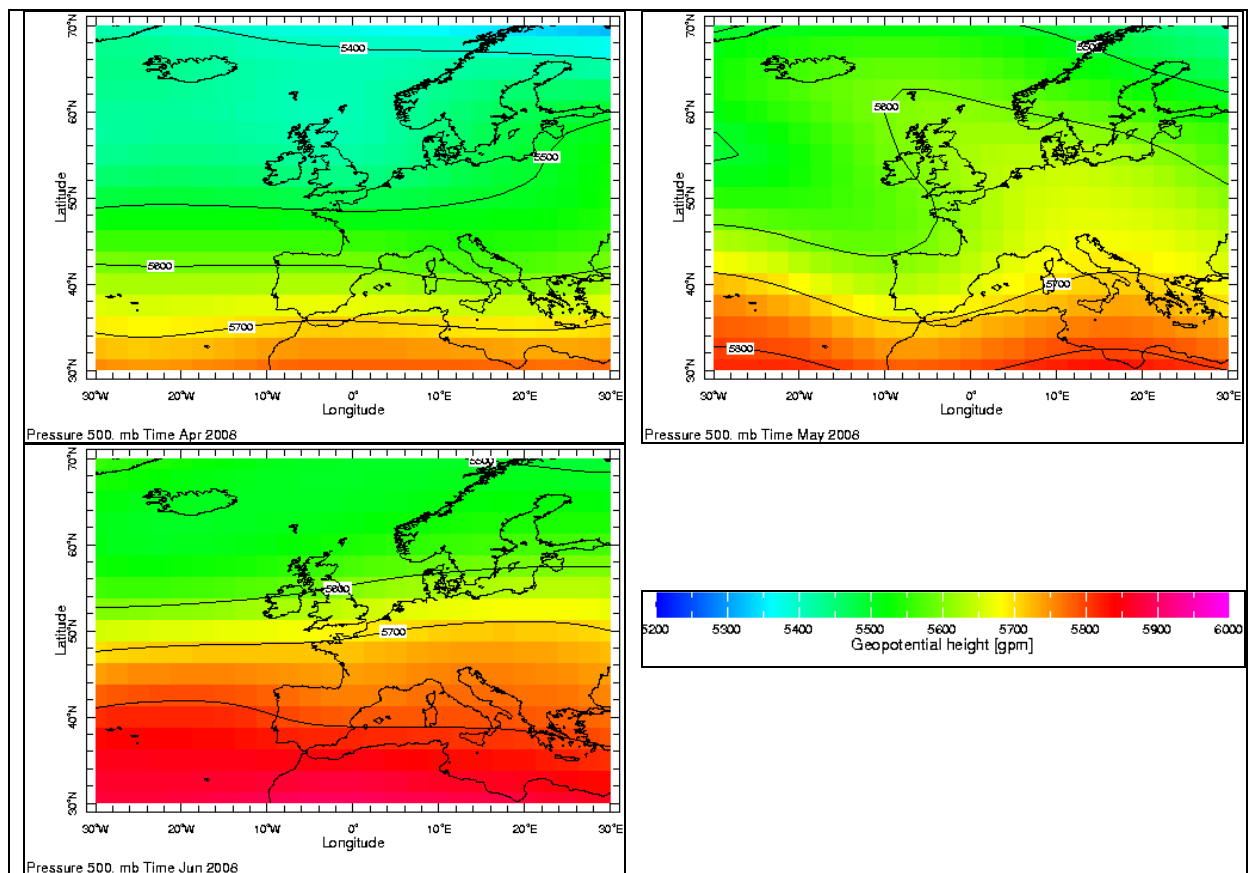 70°N
60°N
50°N
40°N
30°N
Latitude
5400
5500
5600
5700
30°W 20°W 10°W 0° 10°E 20°E 30°E
Longitude
Pressure 500. mb Time Apr 2008
70°N
60°N
50°N
40°N
30°N
Latitude
5500
5600
5700
5800
30°W 20°W 10°W 0° 10°E 20°E 30°E
Longitude
Pressure 500. mb Time May 2008
70°N
60°N
50°N
40°N
30°N
Latitude
5500
5600
5700
30°W 20°W 10°W 0° 10°E 20°E 30°E
Longitude
Pressure 500. mb Time Jun 2008
5200 5300 5400 5500 5600 5700 5800 5900 6000
Geopotential height [gpm]